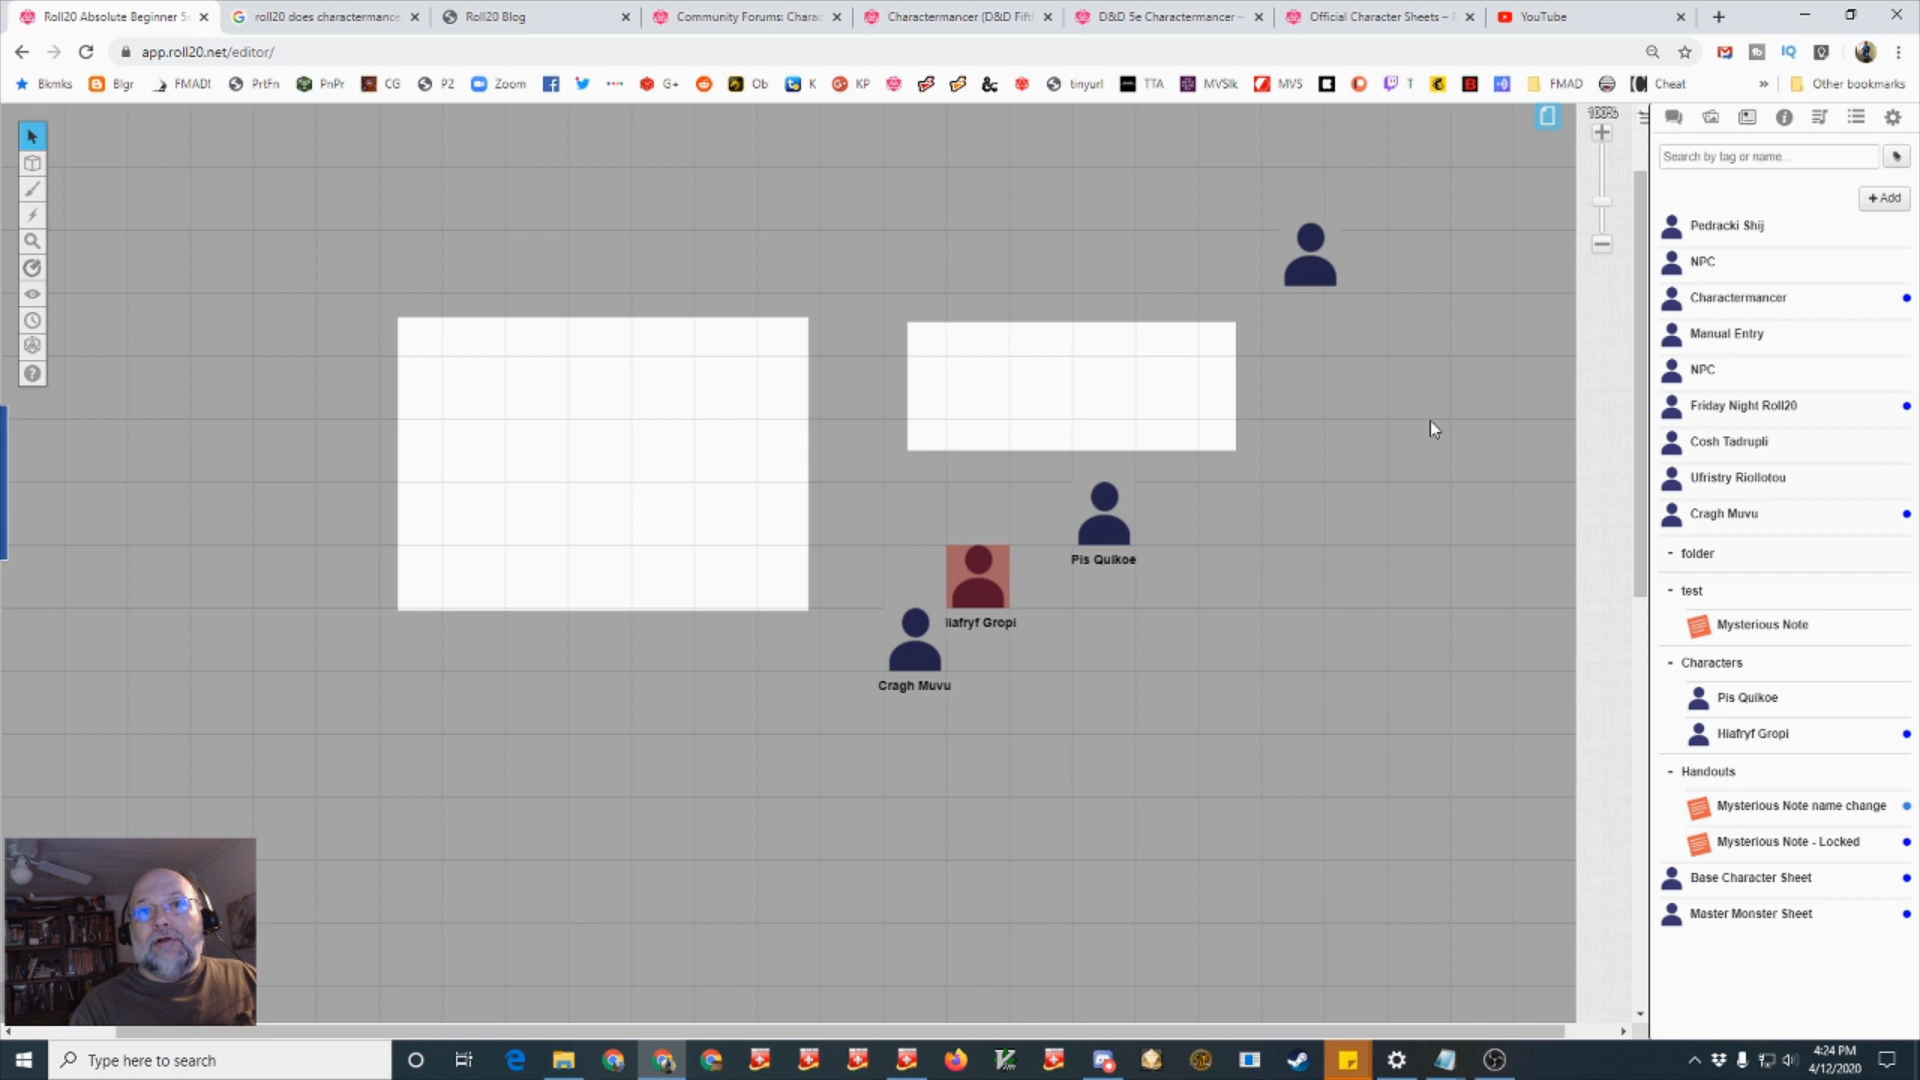 Roll20 Absolute Beginner 5
roll20 does charactermance
Roll20 Blog
Community Forums: Charac
Charactermancer (D&D Fift
D&D 5e Charactermancer –
Official Character Sheets –
YouTube
app.roll20.net/editor/
Bkmks
Blgr
FMAD!
PrtFn
PnPr
CG
P2
Zoom
G+
Ob
K
KP
&
tinyurl
TTA
MVSlk
MVS
T
FMAD
Cheat
»
Other bookmarks
100%
Search by tag or name...
+ Add
Pedracki Shij
NPC
Charactermancer
Manual Entry
NPC
Friday Night Roll20
Cosh Tadrupli
Ufristry Riollotou
Cragh Muvu
- folder
- test
Mysterious Note
- Characters
Pis Quikoe
Hiafryf Gropi
- Handouts
Mysterious Note name change
Mysterious Note - Locked
Base Character Sheet
Master Monster Sheet
Pis Quikoe
liafryf Gropi
Cragh Muvu
Type here to search
4:24 PM
4/12/2020